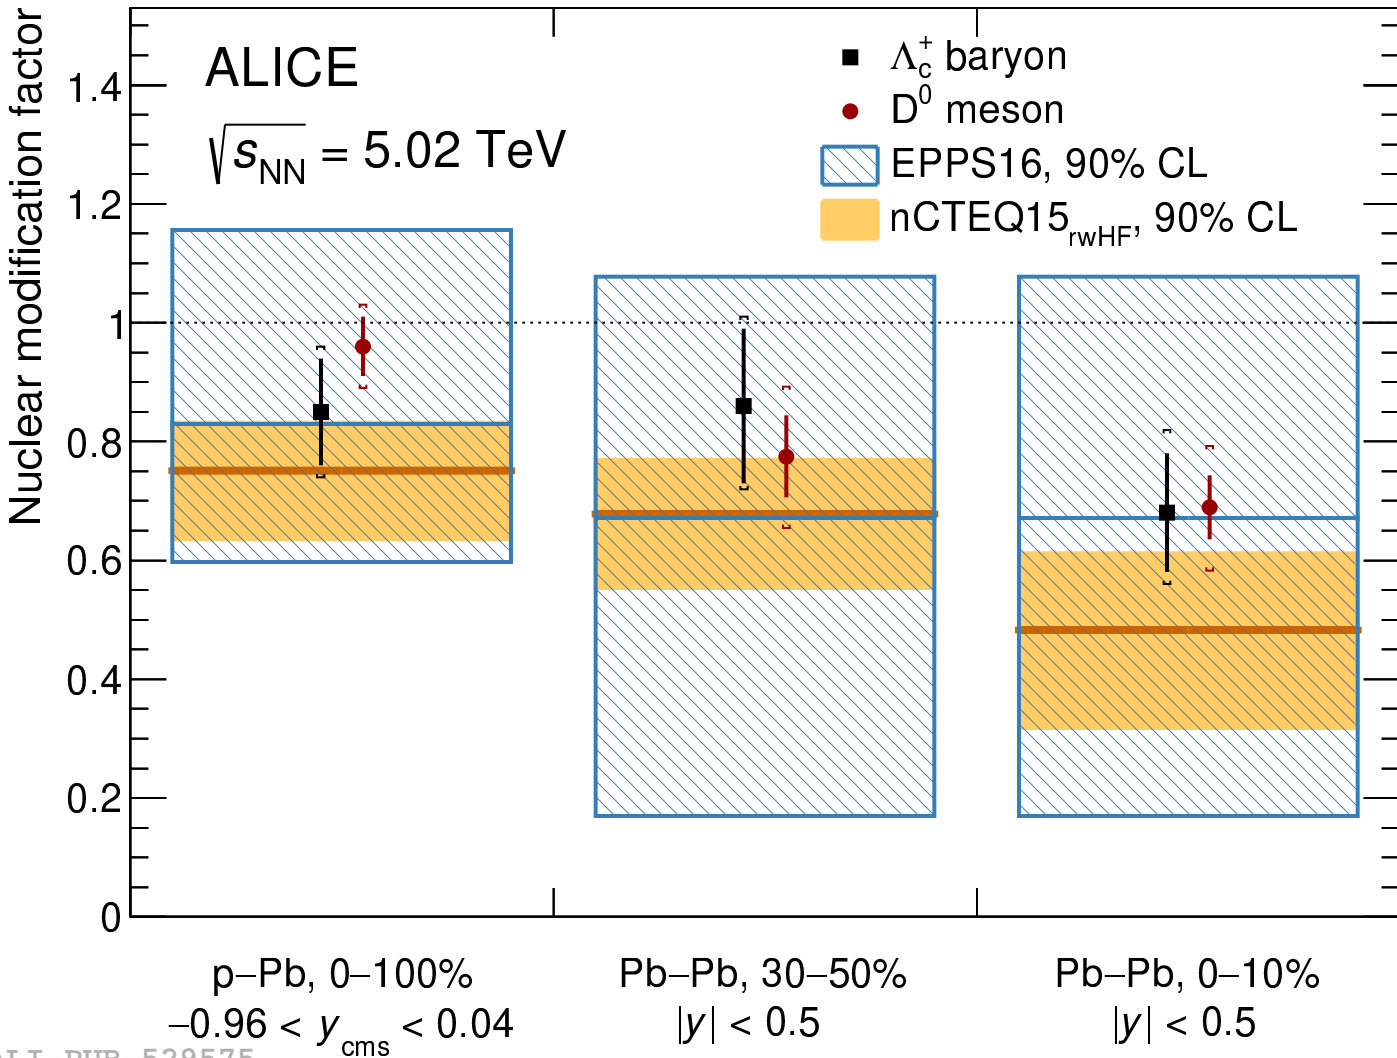 Nuclear modification factor
ALICE
√sNN = 5.02 TeV
Λc+ baryon
D0 meson
EPPS16, 90% CL
nCTEQ15rwHF, 90% CL
1.4
1.2
1
0.8
0.6
0.4
0.2
0
p–Pb, 0–100%
–0.96 < ycms < 0.04
Pb–Pb, 30–50%
|y| < 0.5
Pb–Pb, 0–10%
|y| < 0.5